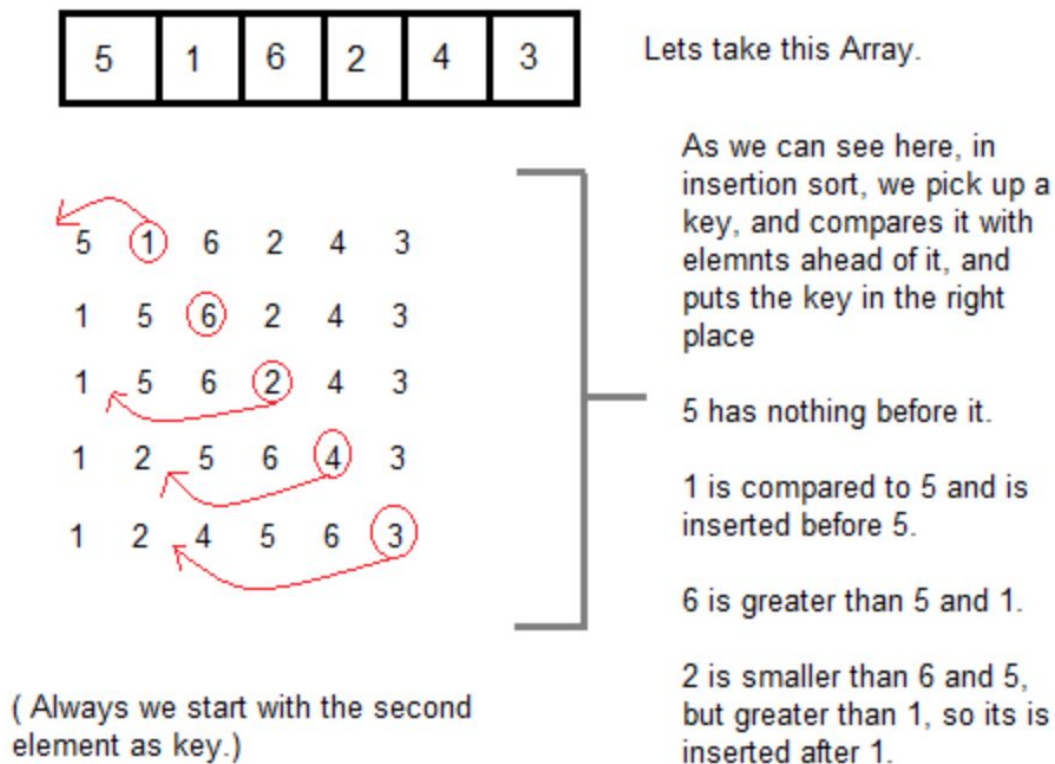 5 1 6 2 4 3
Lets take this Array.
5 1 6 2 4 3
1 5 6 2 4 3
1 5 6 2 4 3
1 2 5 6 4 3
1 2 4 5 6 3
( Always we start with the second
element as key.)
As we can see here, in
insertion sort, we pick up a
key, and compares it with
elemnts ahead of it, and
puts the key in the right
place
5 has nothing before it.
1 is compared to 5 and is
inserted before 5.
6 is greater than 5 and 1.
2 is smaller than 6 and 5,
but greater than 1, so its is
inserted after 1.